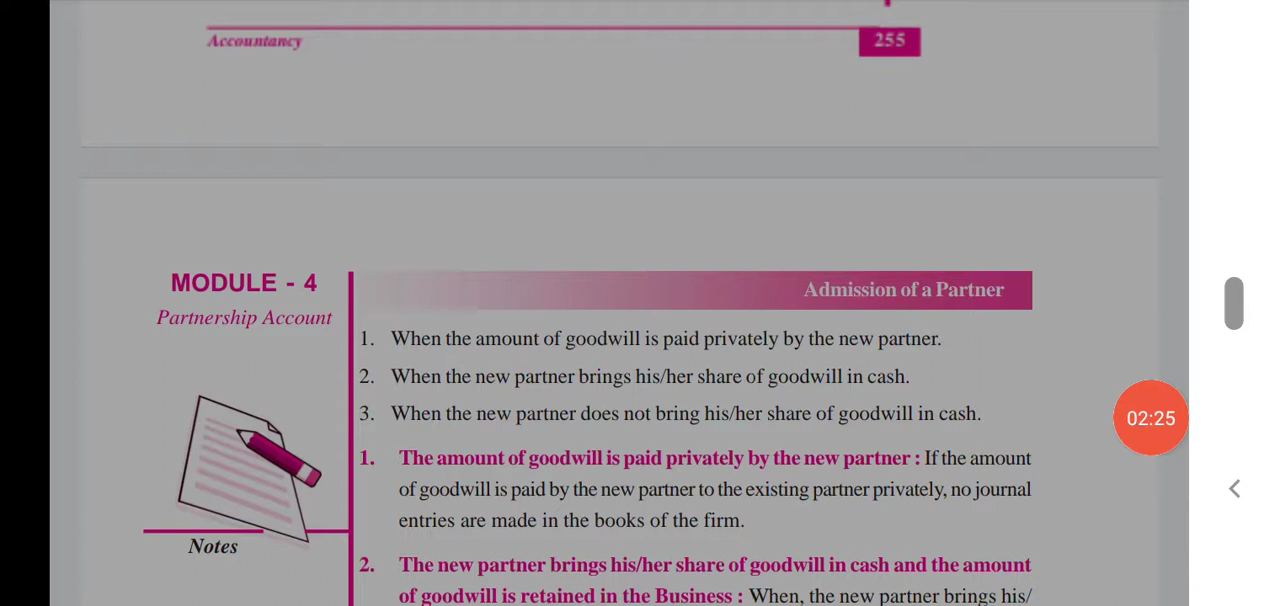 Accountancy
255
MODULE - 4
Partnership Account
Admission of a Partner
1. When the amount of goodwill is paid privately by the new partner.
2. When the new partner brings his/her share of goodwill in cash.
3. When the new partner does not bring his/her share of goodwill in cash.
1. The amount of goodwill is paid privately by the new partner : If the amount
of goodwill is paid by the new partner to the existing partner privately, no journal
entries are made in the books of the firm.
Notes
2. The new partner brings his/her share of goodwill in cash and the amount
of goodwill is retained in the Business : When, the new partner brings his/
02:25